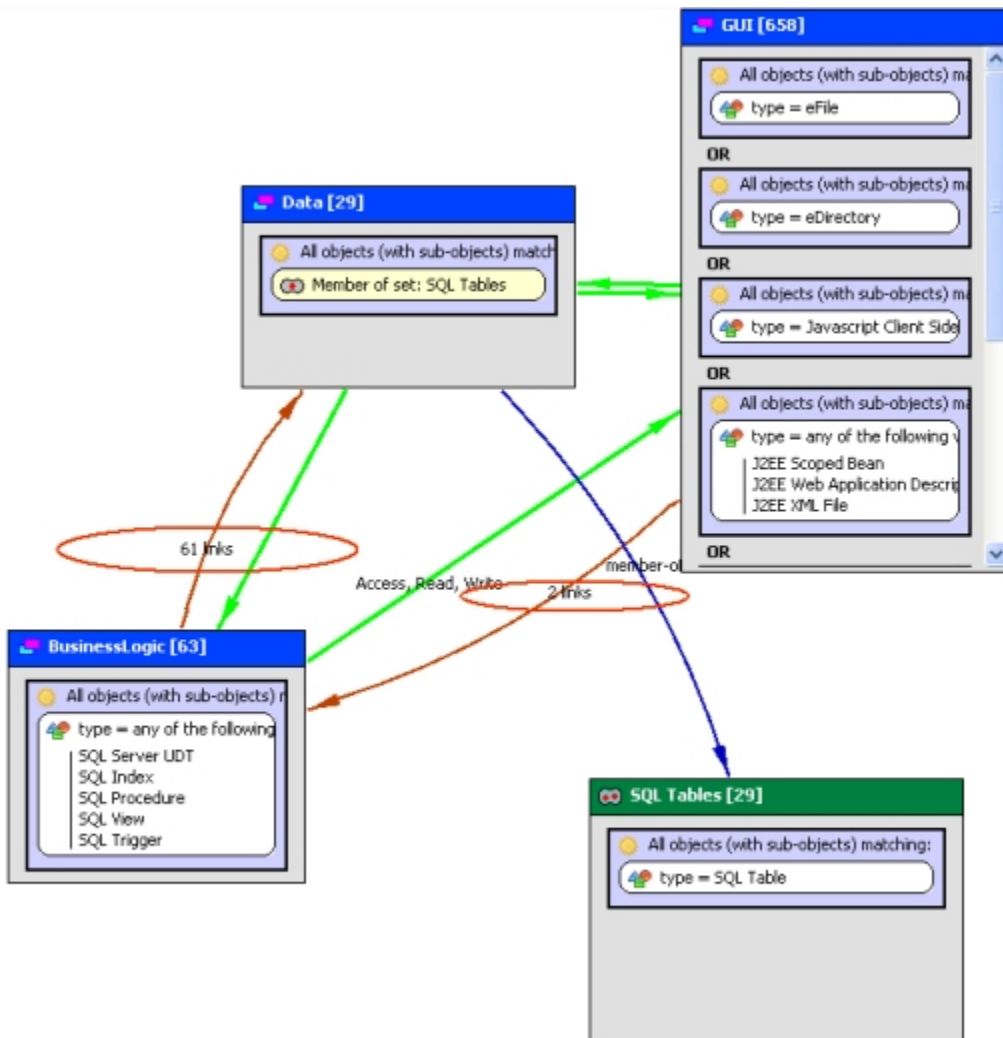 GUI [658]
All objects (with sub-objects) ma
type = eFile
OR
All objects (with sub-objects) ma
type = eDirectory
OR
All objects (with sub-objects) ma
type = Javascript Client Side
OR
All objects (with sub-objects) ma
type = any of the following v
J2EE Scoped Bean
J2EE Web Application Descrip
J2EE XML File
OR
Data [29]
All objects (with sub-objects) match
Member of set: SQL Tables
61 links
Access, Read, Write
member-of
2 links
BusinessLogic [63]
All objects (with sub-objects) m
type = any of the following
SQL Server UDT
SQL Index
SQL Procedure
SQL View
SQL Trigger
SQL Tables [29]
All objects (with sub-objects) matching:
type = SQL Table